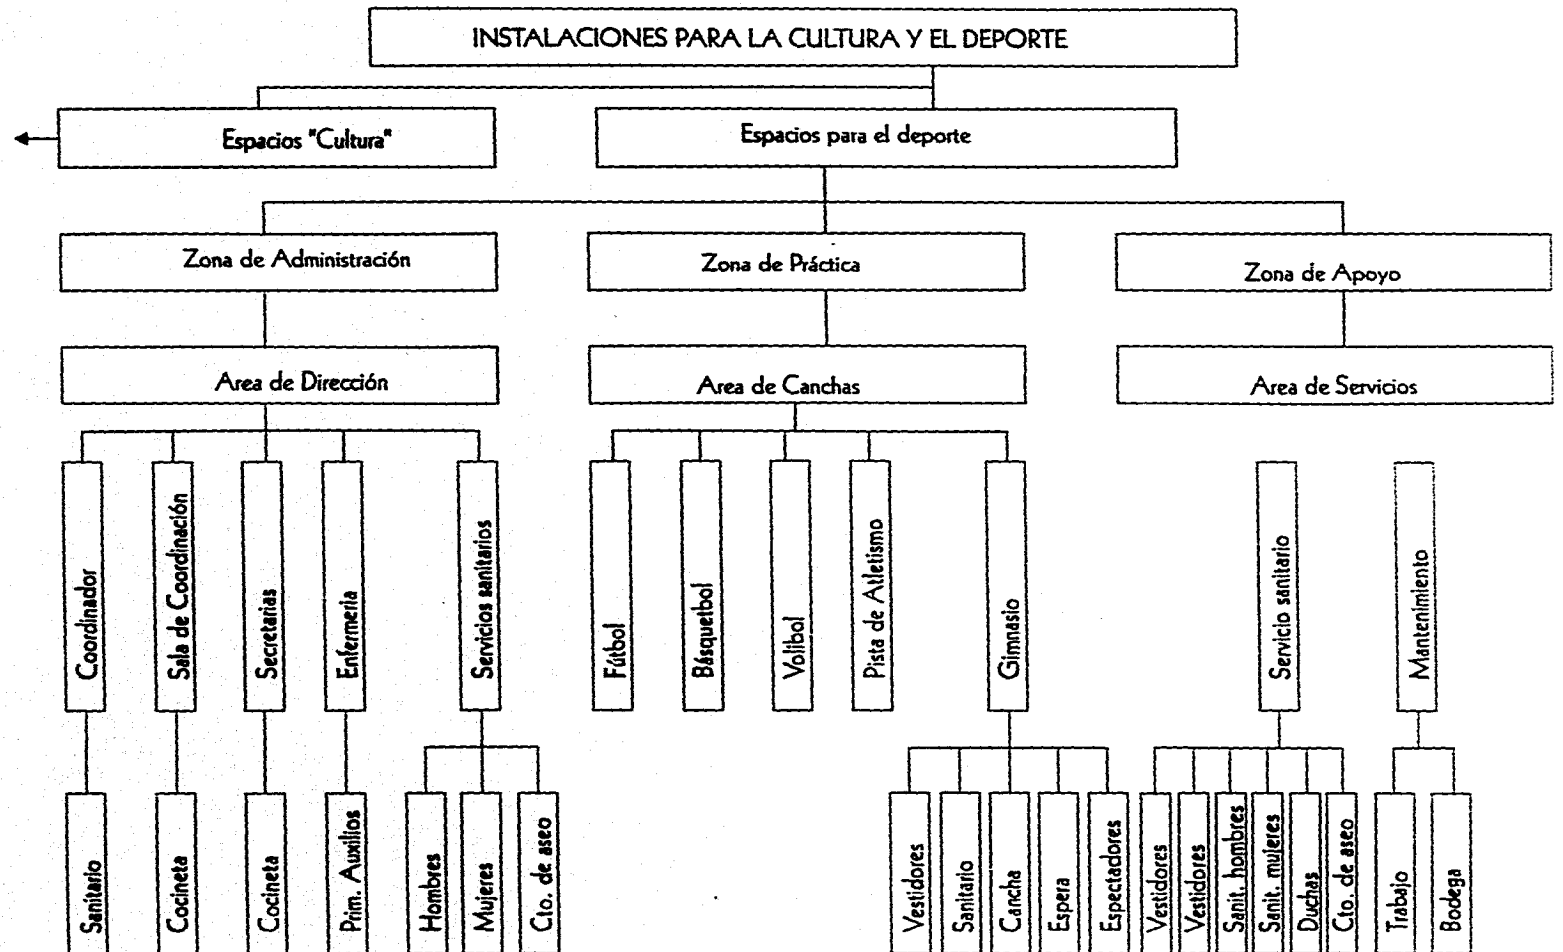 INSTALACIONES PARA LA CULTURA Y EL DEPORTE
Espacios "Cultura"
Espacios para el deporte
Zona de Administración
Zona de Práctica
Zona de Apoyo
Area de Dirección
Area de Canchas
Area de Servicios
Coordinador
Sala de Coordinación
Secretarias
Enfermeria
Servicios sanitarios
Fútbol
Básquetbol
Volibol
Pista de Atletismo
Gimnasio
Servicio sanitario
Mantenimiento
Sanitario
Cocineta
Cocineta
Prim. Auxilios
Hombres
Mujeres
Cto. de aseo
Vestidores
Sanitario
Cancha
Espera
Espectadores
Vestidores
Vestidores
Sanit. hombres
Sanit. mujeres
Duchas
Cto. de aseo
Trabajo
Bodega